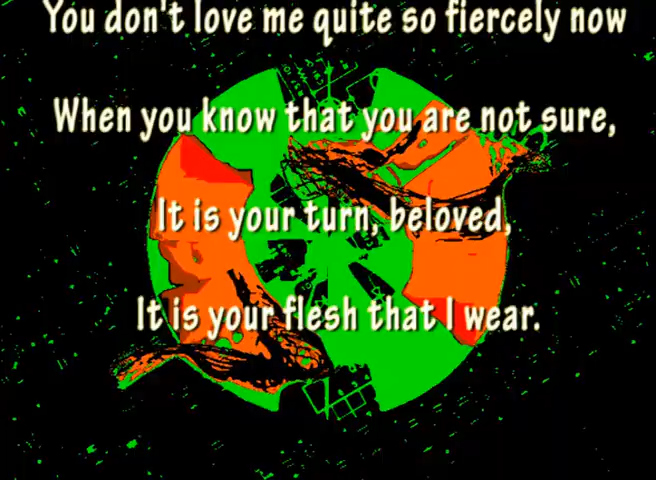 You don't love me quite so fiercely now
When you know that you are not sure,
It is your turn, beloved,
It is your flesh that I wear.